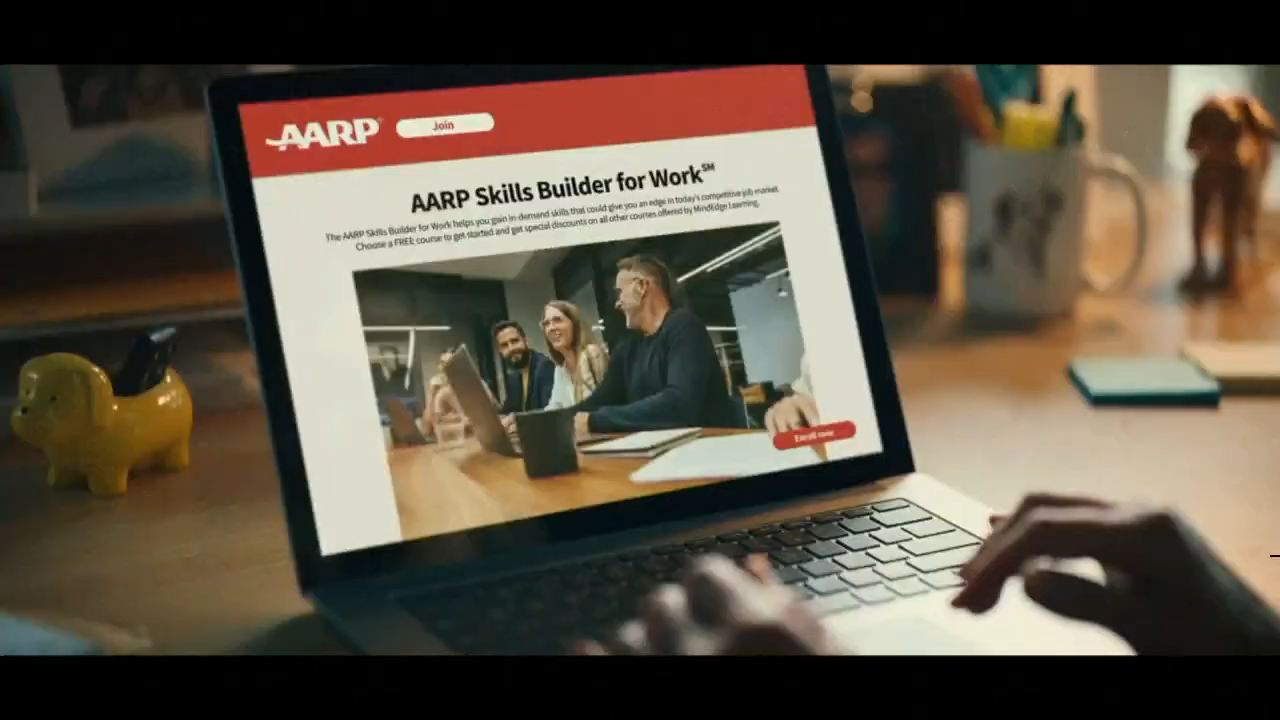 AARP®
Join
AARP Skills Builder for Work℠
The AARP Skills Builder for Work helps you gain in-demand skills that could give you an edge in today's competitive job market.
Choose a FREE course to get started and get special discounts on all other courses offered by MindEdge Learning.
Enroll now